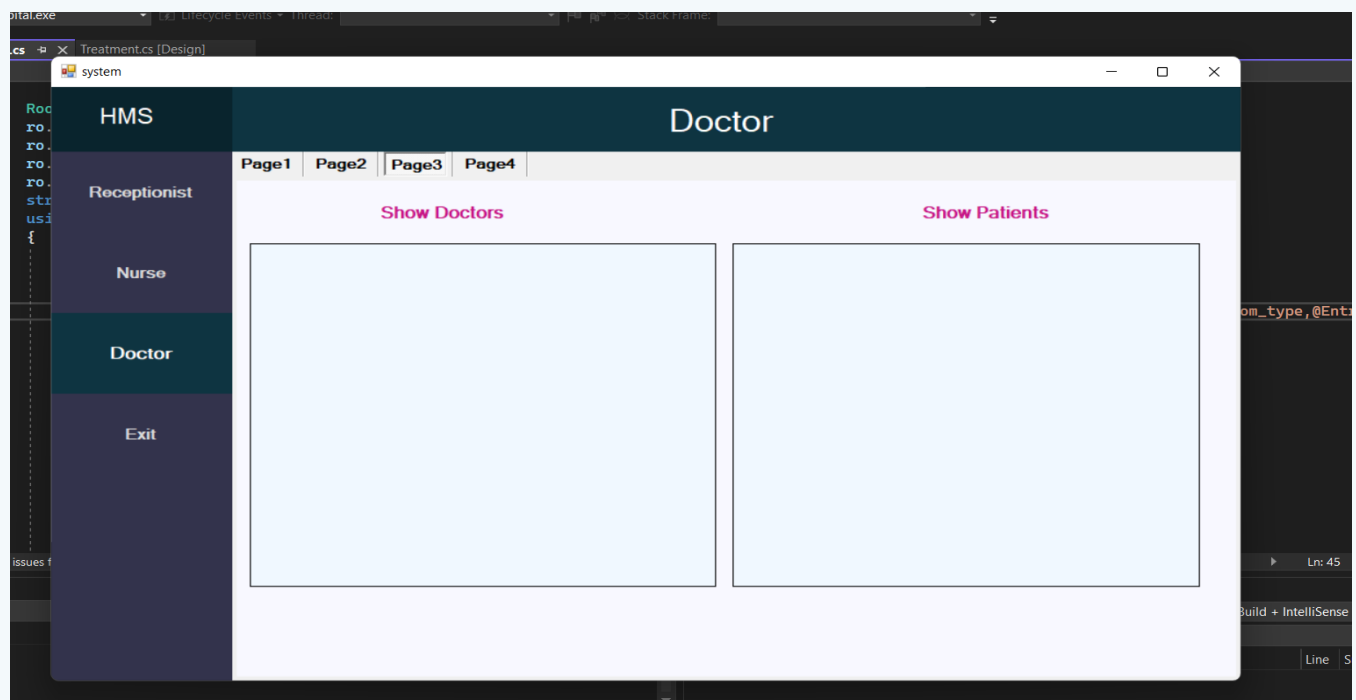 pital.exe Lifecycle Events Thread: Stack Frame:
.cs Treatment.cs [Design]
system
HMS
Doctor
Page1 Page2 Page3 Page4
Receptionist
Nurse
Doctor
Exit
Show Doctors
Show Patients
Roo
ro.
ro.
ro.
ro.
str
usi
{
om_type,@Ent
issues f
Ln: 45
Build + IntelliSense
Line S